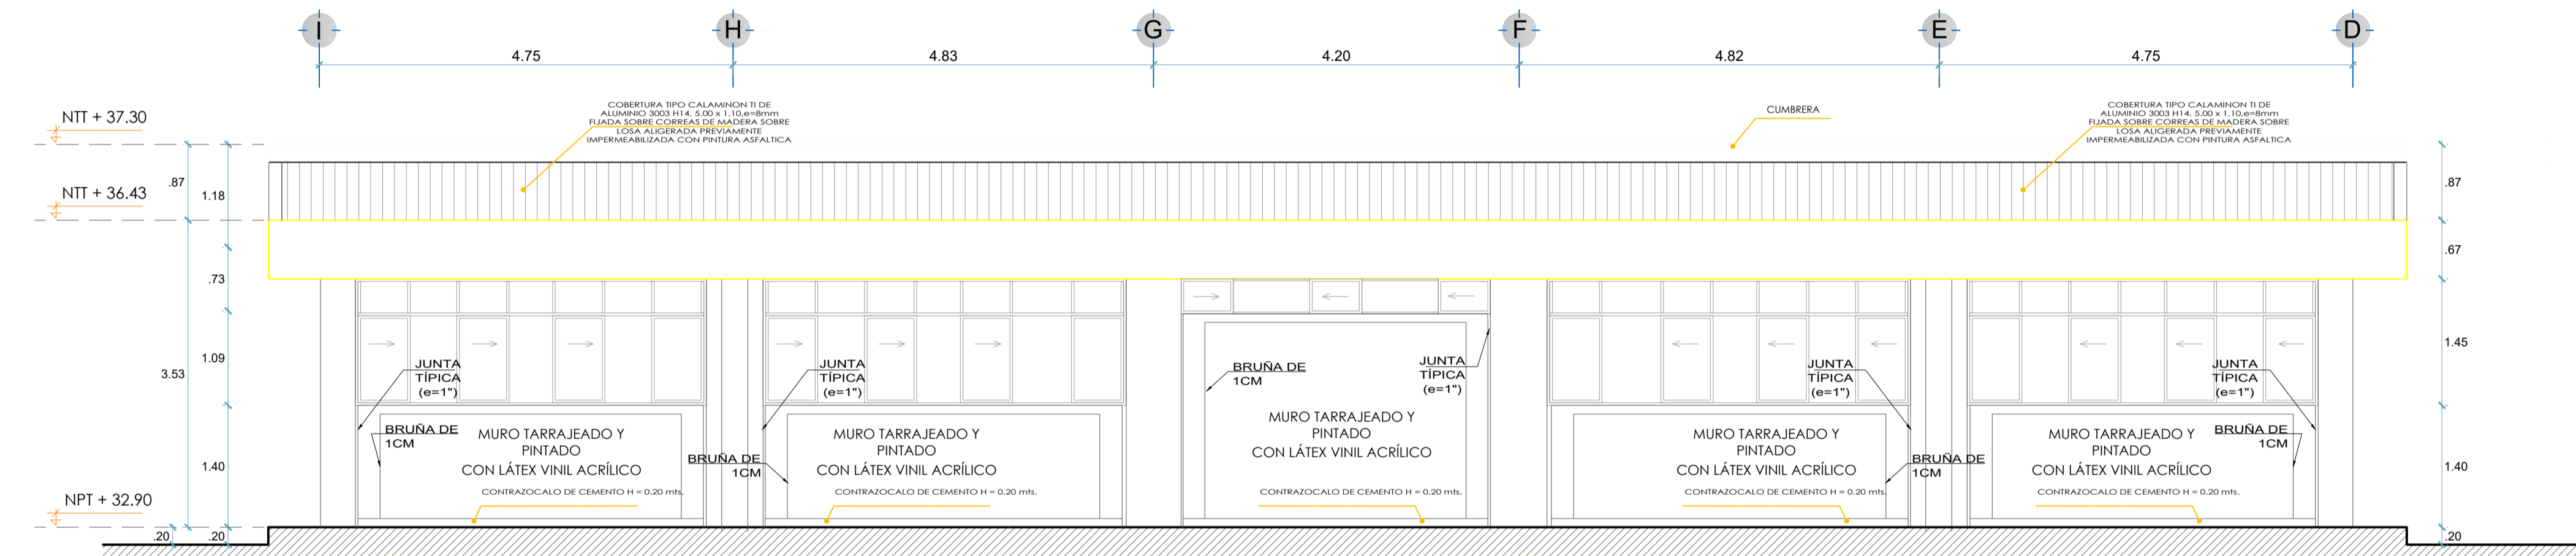 I H G F E D
4.75 4.83 4.20 4.82 4.75
NTT + 37.30
COBERTURA TIPO CALAMINON TI DE
ALUMINIO 3003 H14, 5.00 x 1.10,e=8mm
FIJADA SOBRE CORREAS DE MADERA SOBRE
LOSA ALIGERADA PREVIAMENTE
IMPERMEABILIZADA CON PINTURA ASFALTICA
CUMBRERA
COBERTURA TIPO CALAMINON TI DE
ALUMINIO 3003 H14, 5.00 x 1.10,e=8mm
FIJADA SOBRE CORREAS DE MADERA SOBRE
LOSA ALIGERADA PREVIAMENTE
IMPERMEABILIZADA CON PINTURA ASFALTICA
NTT + 36.43
.87
1.18
.87
.67
.73
1.09
3.53
1.45
JUNTA
TÍPICA
(e=1")
JUNTA
TÍPICA
(e=1")
BRUÑA DE
1CM
JUNTA
TÍPICA
(e=1")
JUNTA
TÍPICA
(e=1")
JUNTA
TÍPICA
(e=1")
BRUÑA DE
1CM
MURO TARRAJEADO Y
PINTADO
CON LÁTEX VINIL ACRÍLICO
CONTRAZOCALO DE CEMENTO H = 0.20 mts.
BRUÑA DE
1CM
MURO TARRAJEADO Y
PINTADO
CON LÁTEX VINIL ACRÍLICO
CONTRAZOCALO DE CEMENTO H = 0.20 mts.
MURO TARRAJEADO Y
PINTADO
CON LÁTEX VINIL ACRÍLICO
CONTRAZOCALO DE CEMENTO H = 0.20 mts.
MURO TARRAJEADO Y
PINTADO
CON LÁTEX VINIL ACRÍLICO
CONTRAZOCALO DE CEMENTO H = 0.20 mts.
BRUÑA DE
1CM
MURO TARRAJEADO Y
PINTADO
CON LÁTEX VINIL ACRÍLICO
CONTRAZOCALO DE CEMENTO H = 0.20 mts.
BRUÑA DE
1CM
1.40
1.40
NPT + 32.90
.20
.20
.20